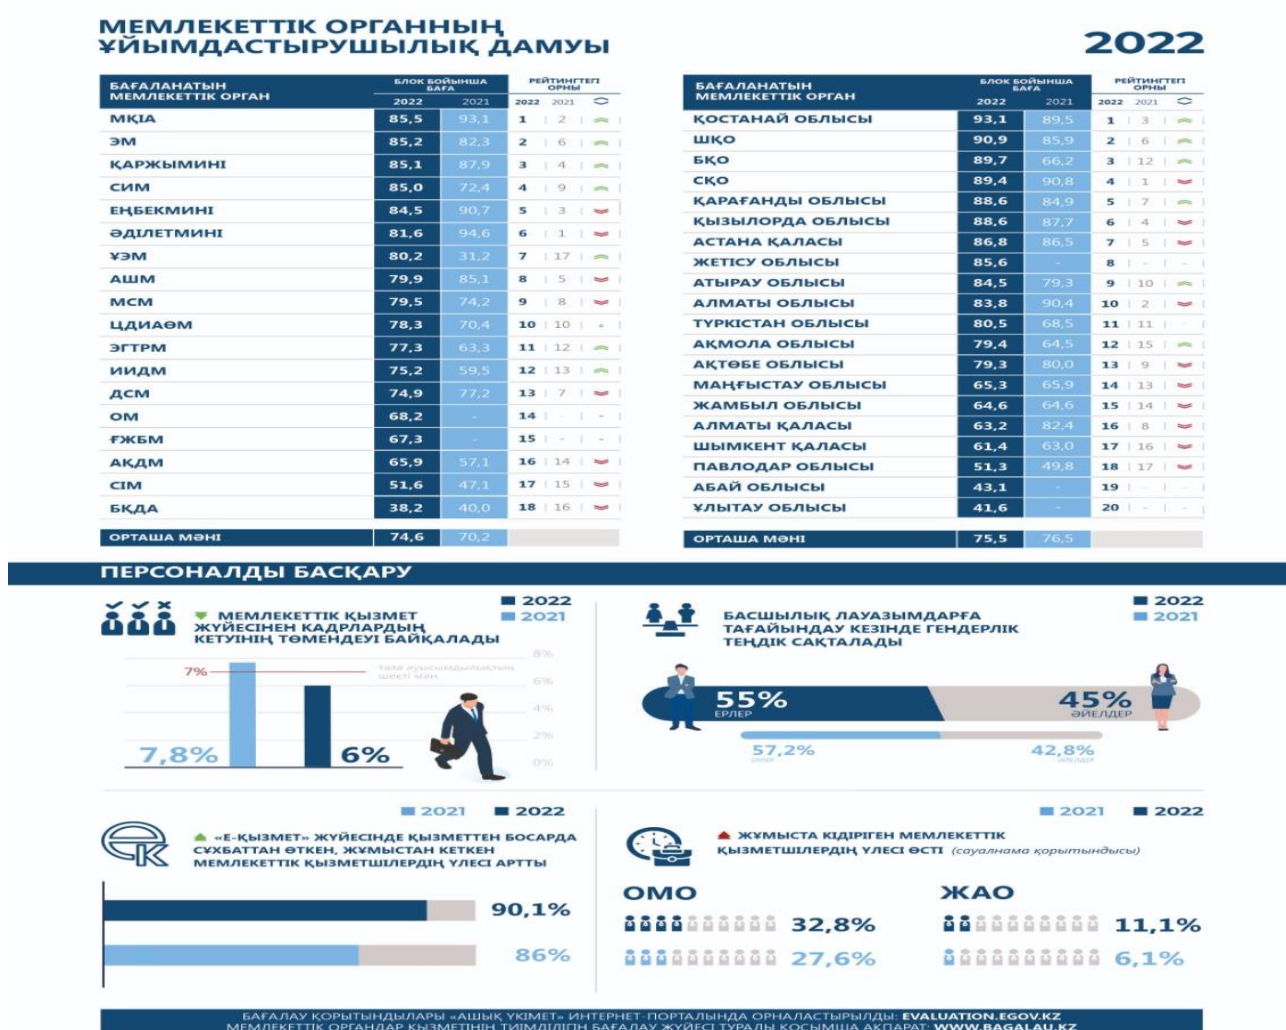 МЕМЛЕКЕТТІК ОРГАННЫҢ
ҰЙЫМДАСТЫРУШЫЛЫҚ ДАМУЫ
2022
БАҒАЛАНАТЫН МЕМЛЕКЕТТІК ОРГАН БЛОК БОЙЫНША БАҒА РЕЙТИНГТЕГІ ОРНЫ
2022 2021 2022 2021
МҚІА 85,5 93,1 1 2
ЭМ 85,2 82,3 2 6
ҚАРЖЫМИНІ 85,1 87,9 3 4
СИМ 85,0 72,4 4 9
ЕҢБЕКМИНІ 84,5 90,7 5 3
ӘДІЛЕТМИНІ 81,6 94,6 6 1
ҰЭМ 80,2 31,2 7 17
АШМ 79,9 85,1 8 5
МСМ 79,5 74,2 9 8
ЦДИАӨМ 78,3 70,4 10 10 -
ЭГТРМ 77,3 63,3 11 12
ИИДМ 75,2 59,5 12 13
ДСМ 74,9 77,2 13 7
ОМ 68,2 - 14 - -
ҒЖБМ 67,3 - 15 - -
АҚДМ 65,9 57,1 16 14
СІМ 51,6 47,1 17 15
БҚДА 38,2 40,0 18 16
ОРТАША МӘНІ 74,6 70,2
БАҒАЛАНАТЫН МЕМЛЕКЕТТІК ОРГАН БЛОК БОЙЫНША БАҒА РЕЙТИНГТЕГІ ОРНЫ
2022 2021 2022 2021
ҚОСТАНАЙ ОБЛЫСЫ 93,1 89,5 1 3
ШҚО 90,9 85,9 2 6
БҚО 89,7 66,2 3 12
СҚО 89,4 90,8 4 1
ҚАРАҒАНДЫ ОБЛЫСЫ 88,6 84,9 5 7
ҚЫЗЫЛОРДА ОБЛЫСЫ 88,6 87,7 6 4
АСТАНА ҚАЛАСЫ 86,8 86,5 7 5
ЖЕТІСУ ОБЛЫСЫ 85,6 - 8 - -
АТЫРАУ ОБЛЫСЫ 84,5 79,3 9 10
АЛМАТЫ ОБЛЫСЫ 83,8 90,4 10 2
ТҮРКІСТАН ОБЛЫСЫ 80,5 68,5 11 11 -
АҚМОЛА ОБЛЫСЫ 79,4 64,5 12 15
АҚТӨБЕ ОБЛЫСЫ 79,3 80,0 13 9
МАҢҒЫСТАУ ОБЛЫСЫ 65,3 65,9 14 13
ЖАМБЫЛ ОБЛЫСЫ 64,6 64,6 15 14
АЛМАТЫ ҚАЛАСЫ 63,2 82,4 16 8
ШЫМКЕНТ ҚАЛАСЫ 61,4 63,0 17 16
ПАВЛОДАР ОБЛЫСЫ 51,3 49,8 18 17
АБАЙ ОБЛЫСЫ 43,1 - 19 - -
ҰЛЫТАУ ОБЛЫСЫ 41,6 - 20 - -
ОРТАША МӘНІ 75,5 76,5
ПЕРСОНАЛДЫ БАСҚАРУ
2022
2021
МЕМЛЕКЕТТІК ҚЫЗМЕТ
ЖҮЙЕСІНЕН КАДРЛАРДЫҢ
КЕТУІНІҢ ТӨМЕНДЕУІ БАЙҚАЛАДЫ
8%
7%
шекті мән
6%
4%
2%
0%
7,8%
6%
2022
2021
БАСШЫЛЫҚ ЛАУАЗЫМДАРҒА
ТАҒАЙЫНДАУ КЕЗІНДЕ ГЕНДЕРЛІК
ТЕҢДІК САҚТАЛАДЫ
55% 45%
ЕРЛЕР ӘЙЕЛДЕР
57,2% 42,8%
2021 2022
«Е-ҚЫЗМЕТ» ЖҮЙЕСІНДЕ ҚЫЗМЕТТЕН БОСАРДА
СҰХБАТТАН ӨТКЕН, ЖҰМЫСТАН КЕТКЕН
МЕМЛЕКЕТТІК ҚЫЗМЕТШІЛЕРДІҢ ҮЛЕСІ АРТТЫ
90,1%
86%
2021 2022
ЖҰМЫСТА КІДІРІГЕН МЕМЛЕКЕТТІК
ҚЫЗМЕТШІЛЕРДІҢ ҮЛЕСІ ӨСТІ (сауалнама қорытындысы)
ОМО ЖАО
32,8% 11,1%
27,6% 6,1%
БАҒАЛАУ ҚОРЫТЫНДЫЛАРЫ «АШЫҚ ҮКІМЕТ» ИНТЕРНЕТ-ПОРТАЛЫНДА ОРНАЛАСТЫРЫЛДЫ: EVALUATION.EGOV.KZ
МЕМЛЕКЕТТІК ОРГАНДАР ҚЫЗМЕТІНІҢ ТИІМДІЛІГІН БАҒАЛАУ ЖҮЙЕСІ ТУРАЛЫ ҚОСЫМША АҚПАРАТ: WWW.BAGALAU.KZ